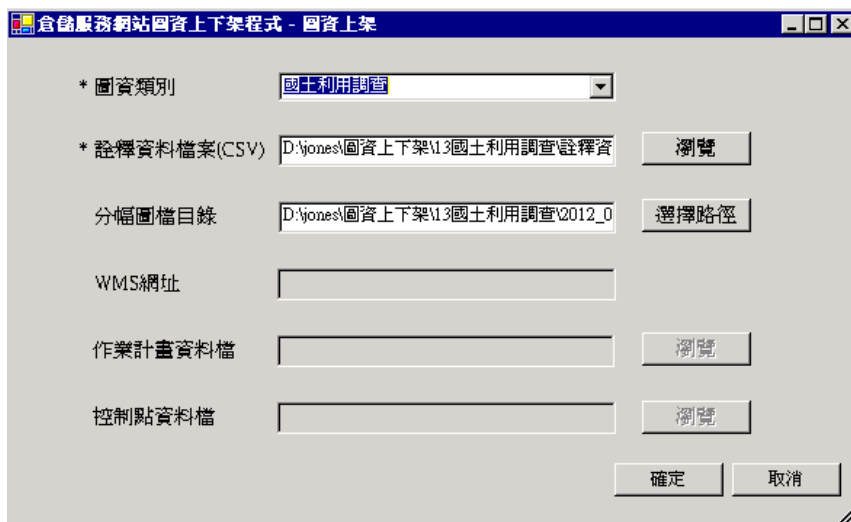 倉儲服務網站圖資上下架程式 - 圖資上架
* 圖資類別 國土利用調查
* 詮釋資料檔案(CSV) D:\jones\圖資上下架\13國土利用調查\詮釋資 瀏覽
分幅圖檔目錄 D:\jones\圖資上下架\13國土利用調查\2012_0 選擇路徑
WMS網址
作業計畫資料檔 瀏覽
控制點資料檔 瀏覽
確定 取消